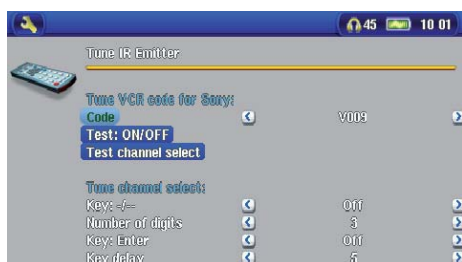 45 10 01
Tune IR Emitter
Tune VCR code for Sony:
Code V009
Test: ON/OFF
Test channel select
Tune channel select:
Key: -/-- Off
Number of digits 3
Key: Enter Off
Key delay 5